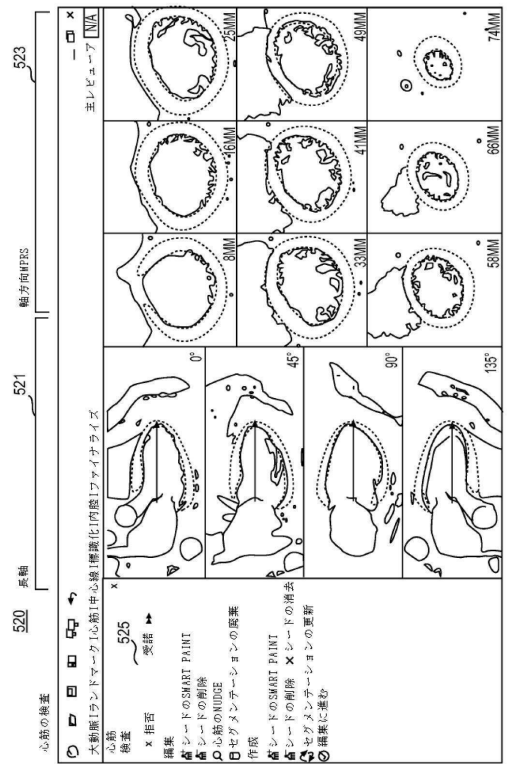 520
心筋の検査
長軸
521
軸方向MPRS
523
主レビューア
N/A
大動脈|ランドマーク|心筋|中心線|標識化|内腔|ファイナライズ
心筋
検査
x
525
x 拒否
受諾
編集
シードのSMART PAINT
シードの削除
心筋のNUDGE
セグメンテーションの廃棄
作成
シードのSMART PAINT
シードの削除 x シードの消去
セグメンテーションの更新
編集に進む
0°
45°
90°
135°
8MM
16MM
25MM
33MM
41MM
49MM
58MM
66MM
74MM